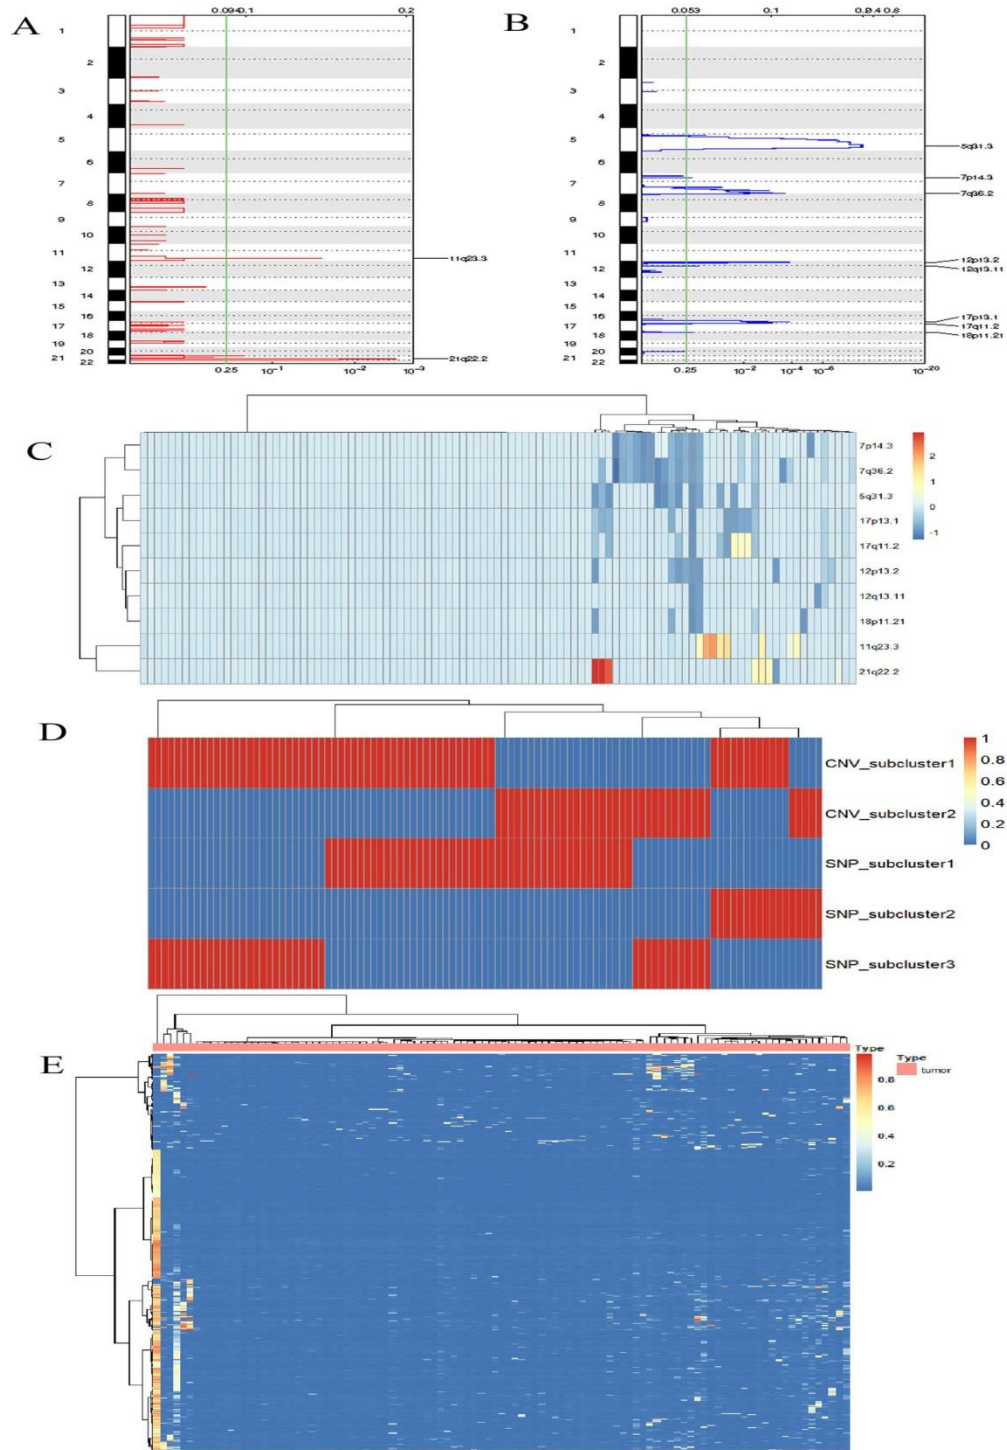 A
0.0940.1
0.2
1
2
3
4
5
6
7
8
9
10
11
12
13
14
15
16
17
18
19
20
21
22
11q23.3
21q22.2
0.25
10⁻¹
10⁻²
10⁻³
B
0.053
0.1
0.8
1
2
3
4
5
6
7
8
9
10
11
12
13
14
15
16
17
18
19
20
21
22
5q31.3
7p14.3
7q36.2
12p13.2
12q13.11
17p13.1
17q11.2
18p11.21
0.25
10⁻²
10⁻⁴
10⁻⁶
10⁻²⁰
C
7p14.3
7q36.2
5q31.3
17p13.1
17q11.2
12p13.2
12q13.11
18p11.21
11q23.3
21q22.2
2
1
0
-1
D
CNV_subcluster1
CNV_subcluster2
SNP_subcluster1
SNP_subcluster2
SNP_subcluster3
1
0.8
0.6
0.4
0.2
0
E
Type
0.8
0.6
0.4
0.2
Type
tumor